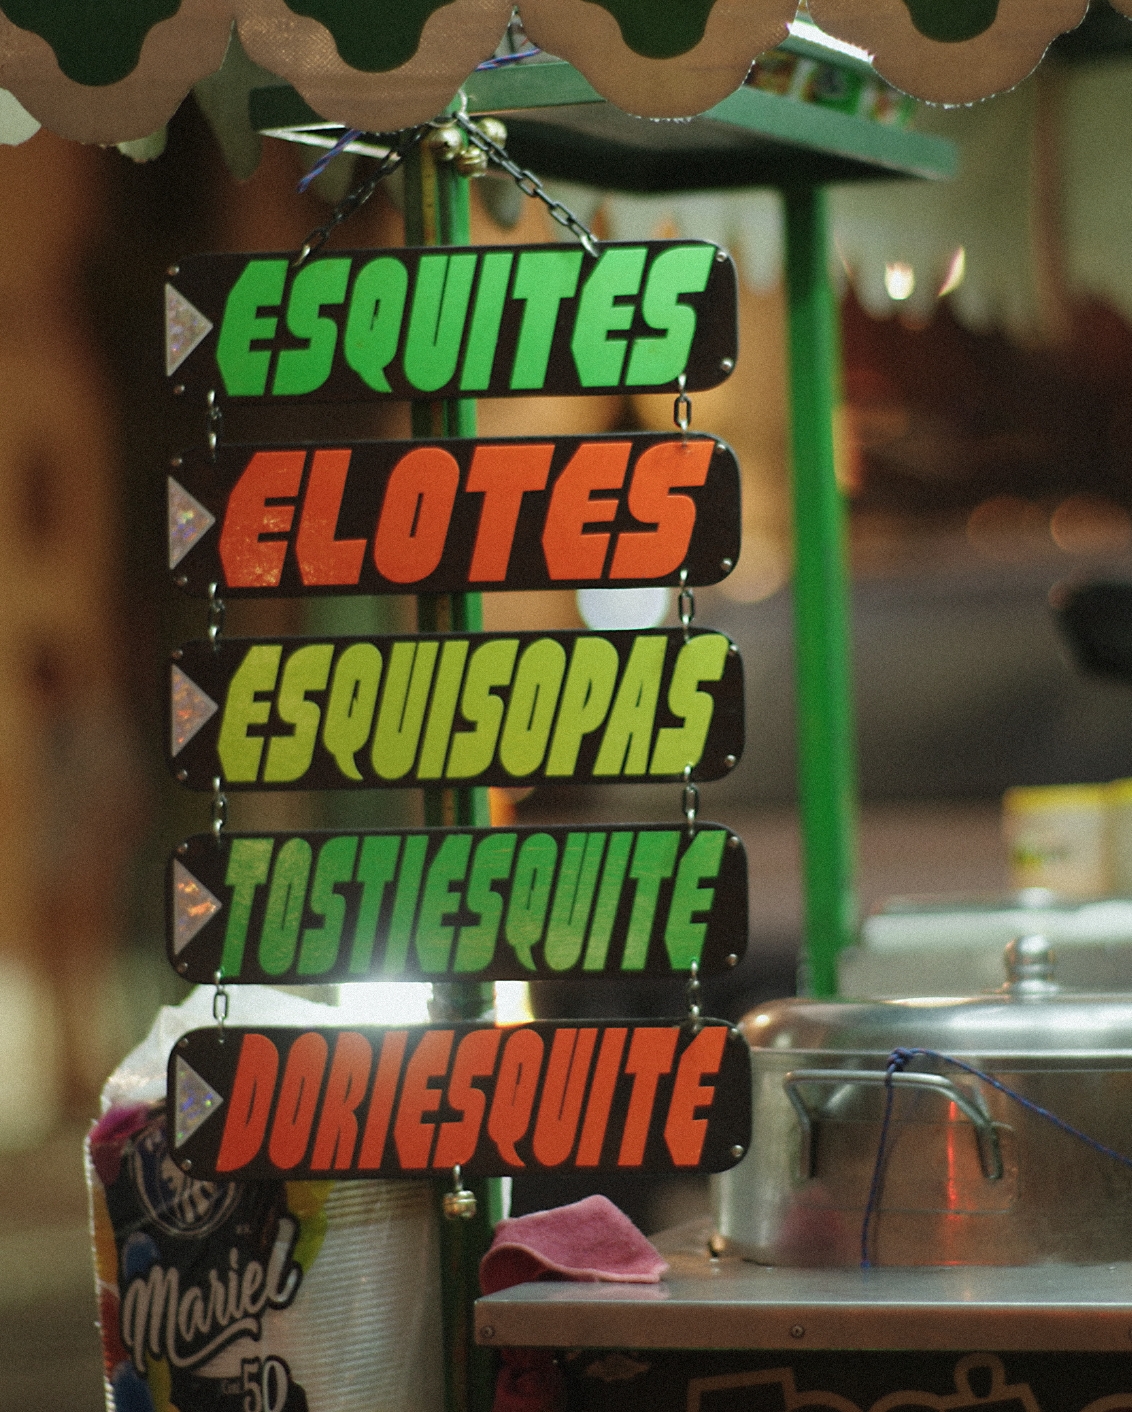 ESQUITES
ELOTES
ESQUISOPAS
TOSTIESQUITE
DORIESQUITE
Mariel
50